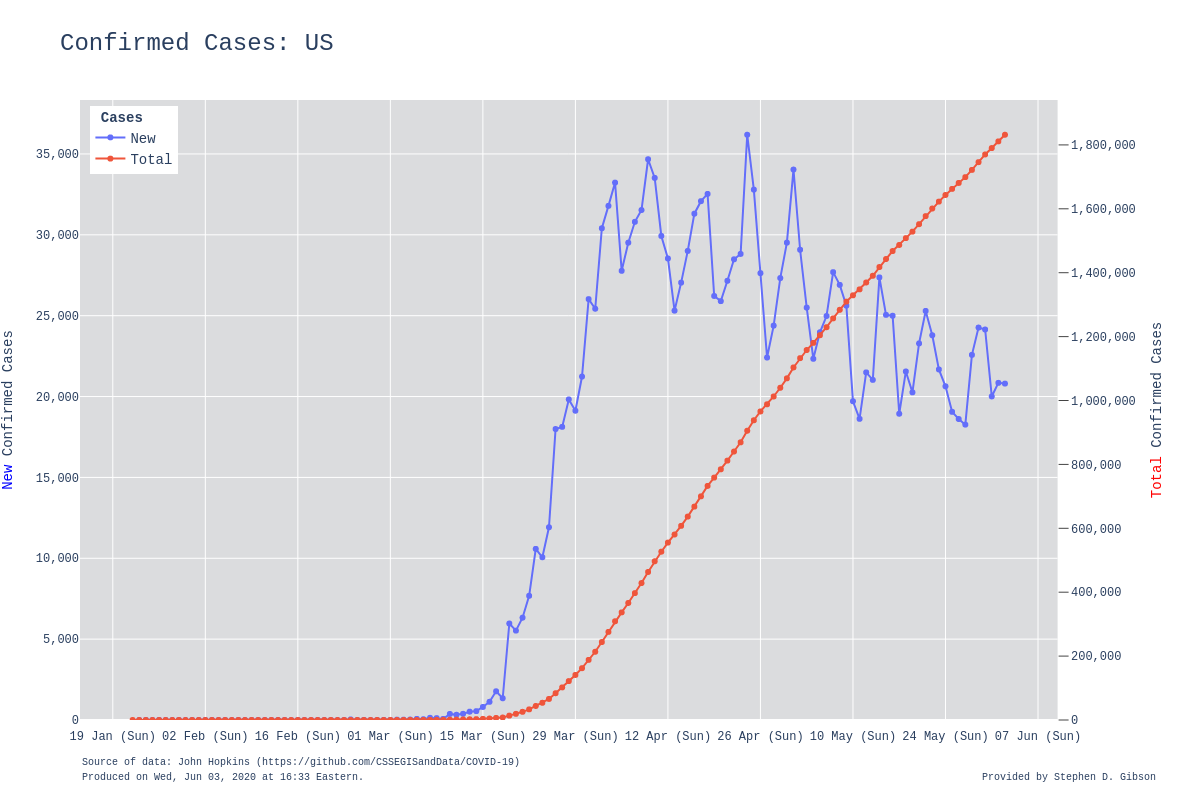 Confirmed Cases: US
Cases
New
Total
35,000
30,000
25,000
20,000
15,000
10,000
5,000
0
New Confirmed Cases
1,800,000
1,600,000
1,400,000
1,200,000
1,000,000
800,000
600,000
400,000
200,000
0
Total Confirmed Cases
19 Jan (Sun) 02 Feb (Sun) 16 Feb (Sun) 01 Mar (Sun) 15 Mar (Sun) 29 Mar (Sun) 12 Apr (Sun) 26 Apr (Sun) 10 May (Sun) 24 May (Sun) 07 Jun (Sun)
Source of data: John Hopkins (https://github.com/CSSEGISandData/COVID-19)
Produced on Wed, Jun 03, 2020 at 16:33 Eastern.
Provided by Stephen D. Gibson